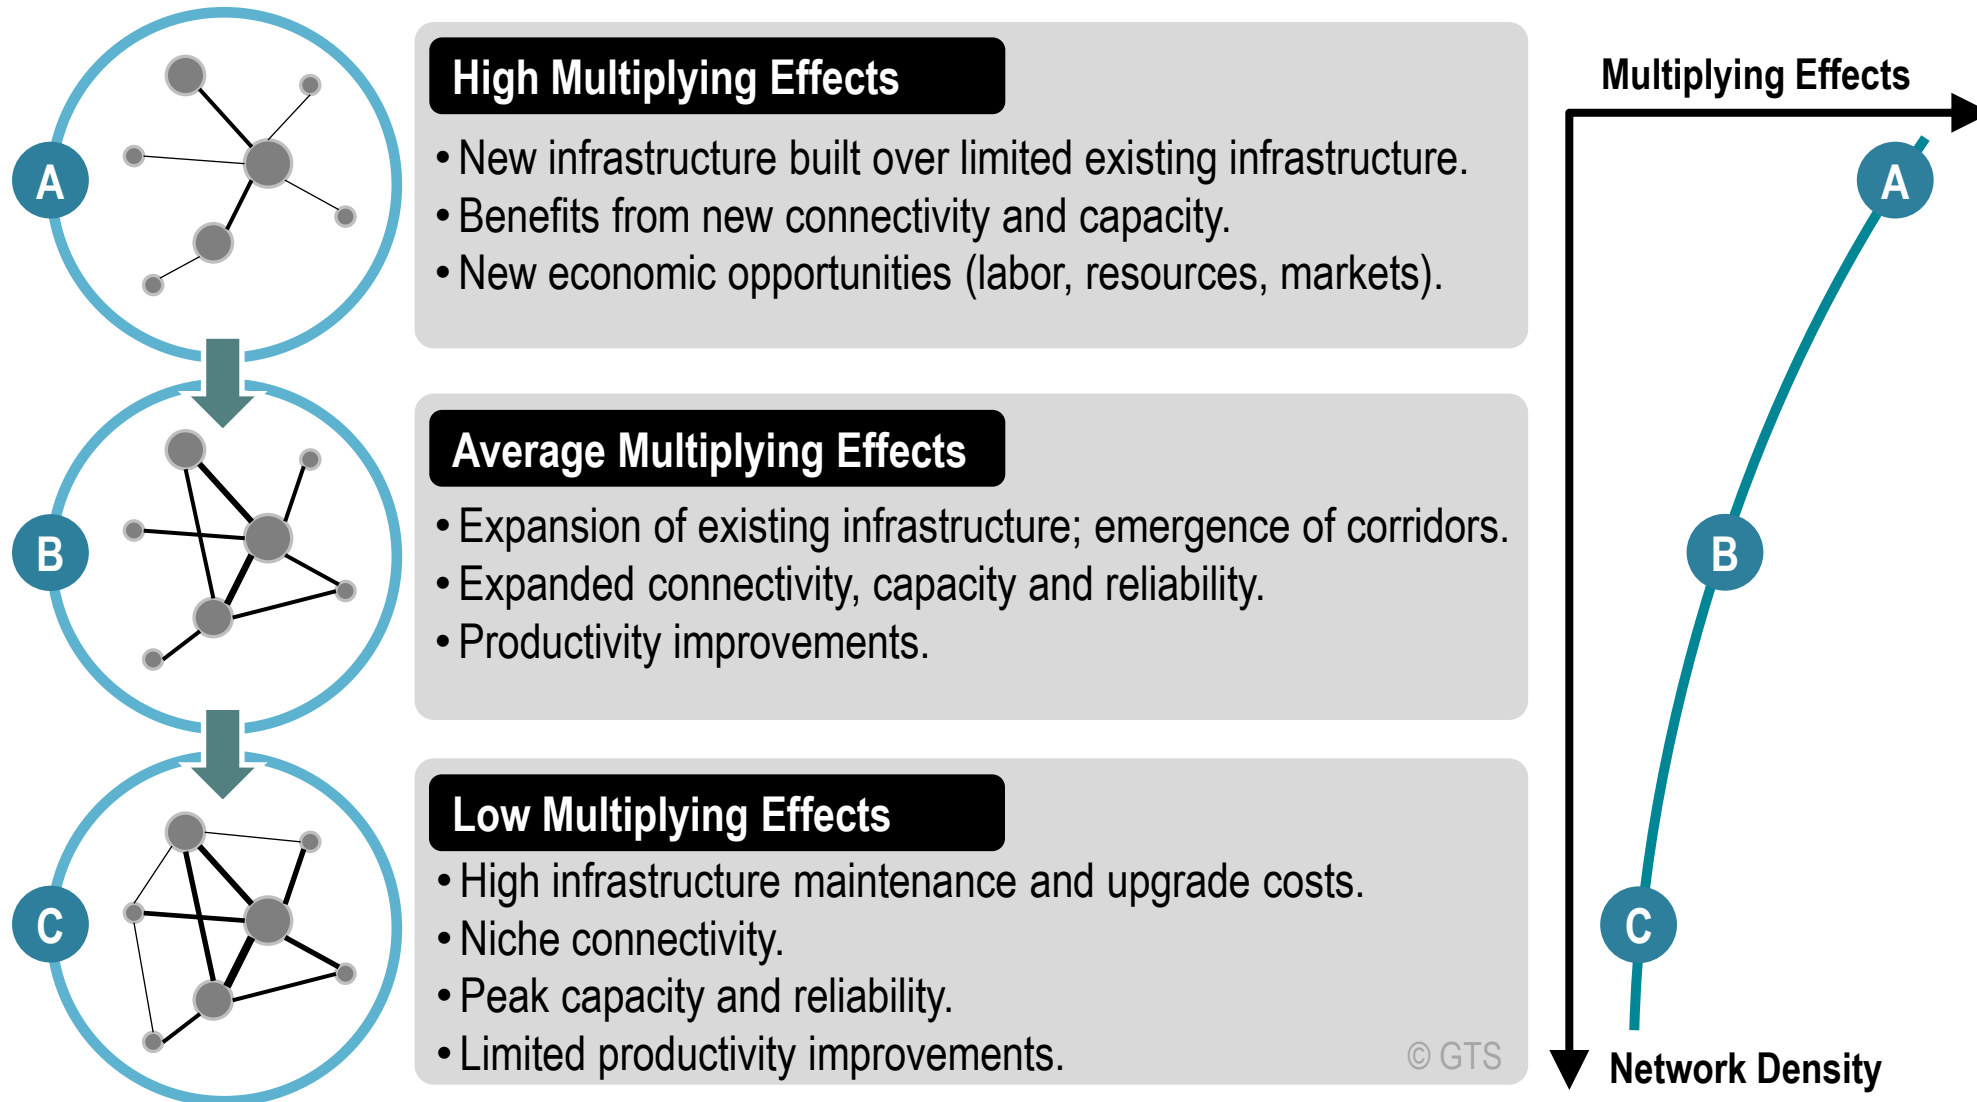 A
High Multiplying Effects
• New infrastructure built over limited existing infrastructure.
• Benefits from new connectivity and capacity.
• New economic opportunities (labor, resources, markets).
B
Average Multiplying Effects
• Expansion of existing infrastructure; emergence of corridors.
• Expanded connectivity, capacity and reliability.
• Productivity improvements.
C
Low Multiplying Effects
• High infrastructure maintenance and upgrade costs.
• Niche connectivity.
• Peak capacity and reliability.
• Limited productivity improvements.
© GTS
Multiplying Effects
A
B
C
Network Density